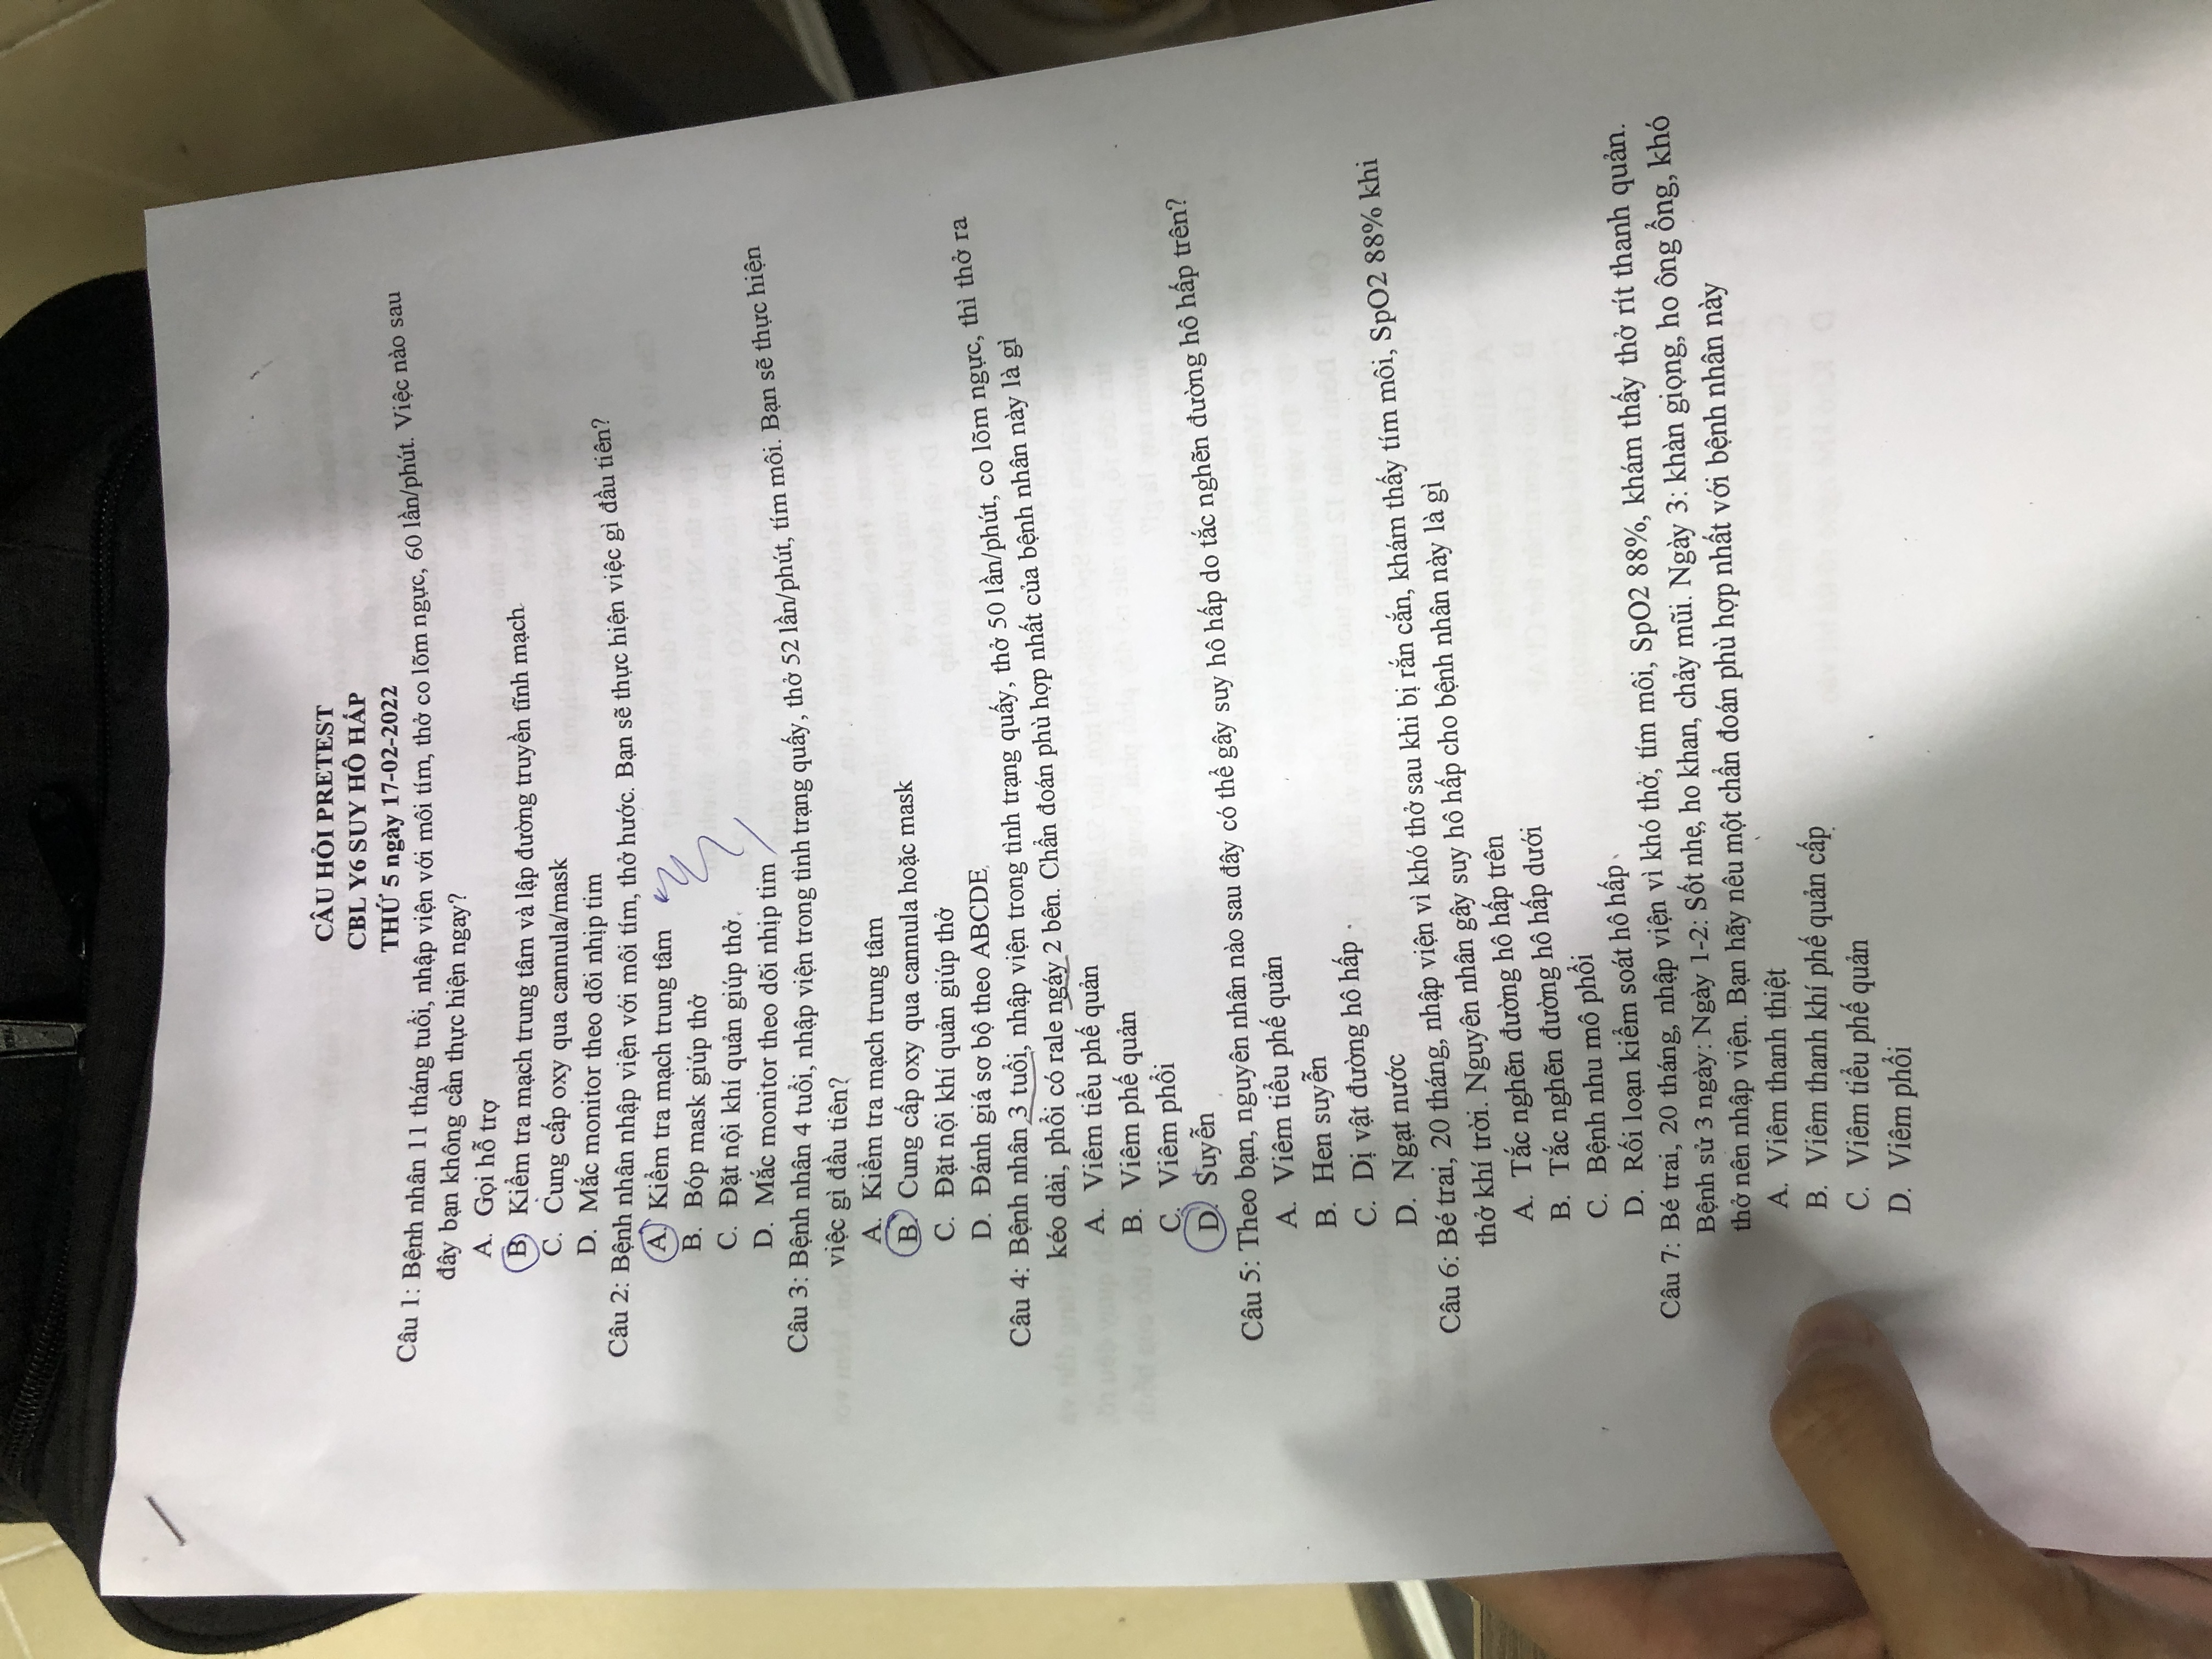 CÂU HỎI PRETEST
CBL Y6 SUY HÔ HẤP
THỨ 5 ngày 17-02-2022
Câu 1: Bệnh nhân 11 tháng tuổi, nhập viện với môi tím, thở co lõm ngực, 60 lần/phút. Việc nào sau
đây bạn không cần thực hiện ngay?
A. Gọi hỗ trợ
B. Kiểm tra mạch trung tâm và lập đường truyền tĩnh mạch
C. Cung cấp oxy qua cannula/mask
D. Mắc monitor theo dõi nhịp tim
Câu 2: Bệnh nhân nhập viện với môi tím, thở hước. Bạn sẽ thực hiện việc gì đầu tiên?
A. Kiểm tra mạch trung tâm
B. Bóp mask giúp thở
C. Đặt nội khí quản giúp thở
D. Mắc monitor theo dõi nhịp tim
Câu 3: Bệnh nhân 4 tuổi, nhập viện trong tình trạng quấy, thở 52 lần/phút, tím môi. Bạn sẽ thực hiện
việc gì đầu tiên?
A. Kiểm tra mạch trung tâm
B. Cung cấp oxy qua cannula hoặc mask
C. Đặt nội khí quản giúp thở
D. Đánh giá sơ bộ theo ABCDE
Câu 4: Bệnh nhân 3 tuổi, nhập viện trong tình trạng quấy, thở 50 lần/phút, co lõm ngực, thì thở ra
kéo dài, phổi có rale ngáy 2 bên. Chẩn đoán phù hợp nhất của bệnh nhân này là gì
A. Viêm tiểu phế quản
B. Viêm phế quản
C. Viêm phổi
D. Suyễn
Câu 5: Theo bạn, nguyên nhân nào sau đây có thể gây suy hô hấp do tắc nghẽn đường hô hấp trên?
A. Viêm tiểu phế quản
B. Hen suyễn
C. Dị vật đường hô hấp
D. Ngạt nước
Câu 6: Bé trai, 20 tháng, nhập viện vì khó thở sau khi bị rắn cắn, khám thấy tím môi, SpO2 88% khi
thở khí trời. Nguyên nhân gây suy hô hấp cho bệnh nhân này là gì
A. Tắc nghẽn đường hô hấp trên
B. Tắc nghẽn đường hô hấp dưới
C. Bệnh nhu mô phổi
D. Rối loạn kiểm soát hô hấp
Câu 7: Bé trai, 20 tháng, nhập viện vì khó thở, tím môi, SpO2 88%, khám thấy thở rít thanh quản.
Bệnh sử 3 ngày: Ngày 1-2: Sốt nhẹ, ho khan, chảy mũi. Ngày 3: khàn giọng, ho ông ổng, khó
thở nên nhập viện. Bạn hãy nêu một chẩn đoán phù hợp nhất với bệnh nhân này
A. Viêm thanh thiệt
B. Viêm thanh khí phế quản cấp
C. Viêm tiểu phế quản
D. Viêm phổi